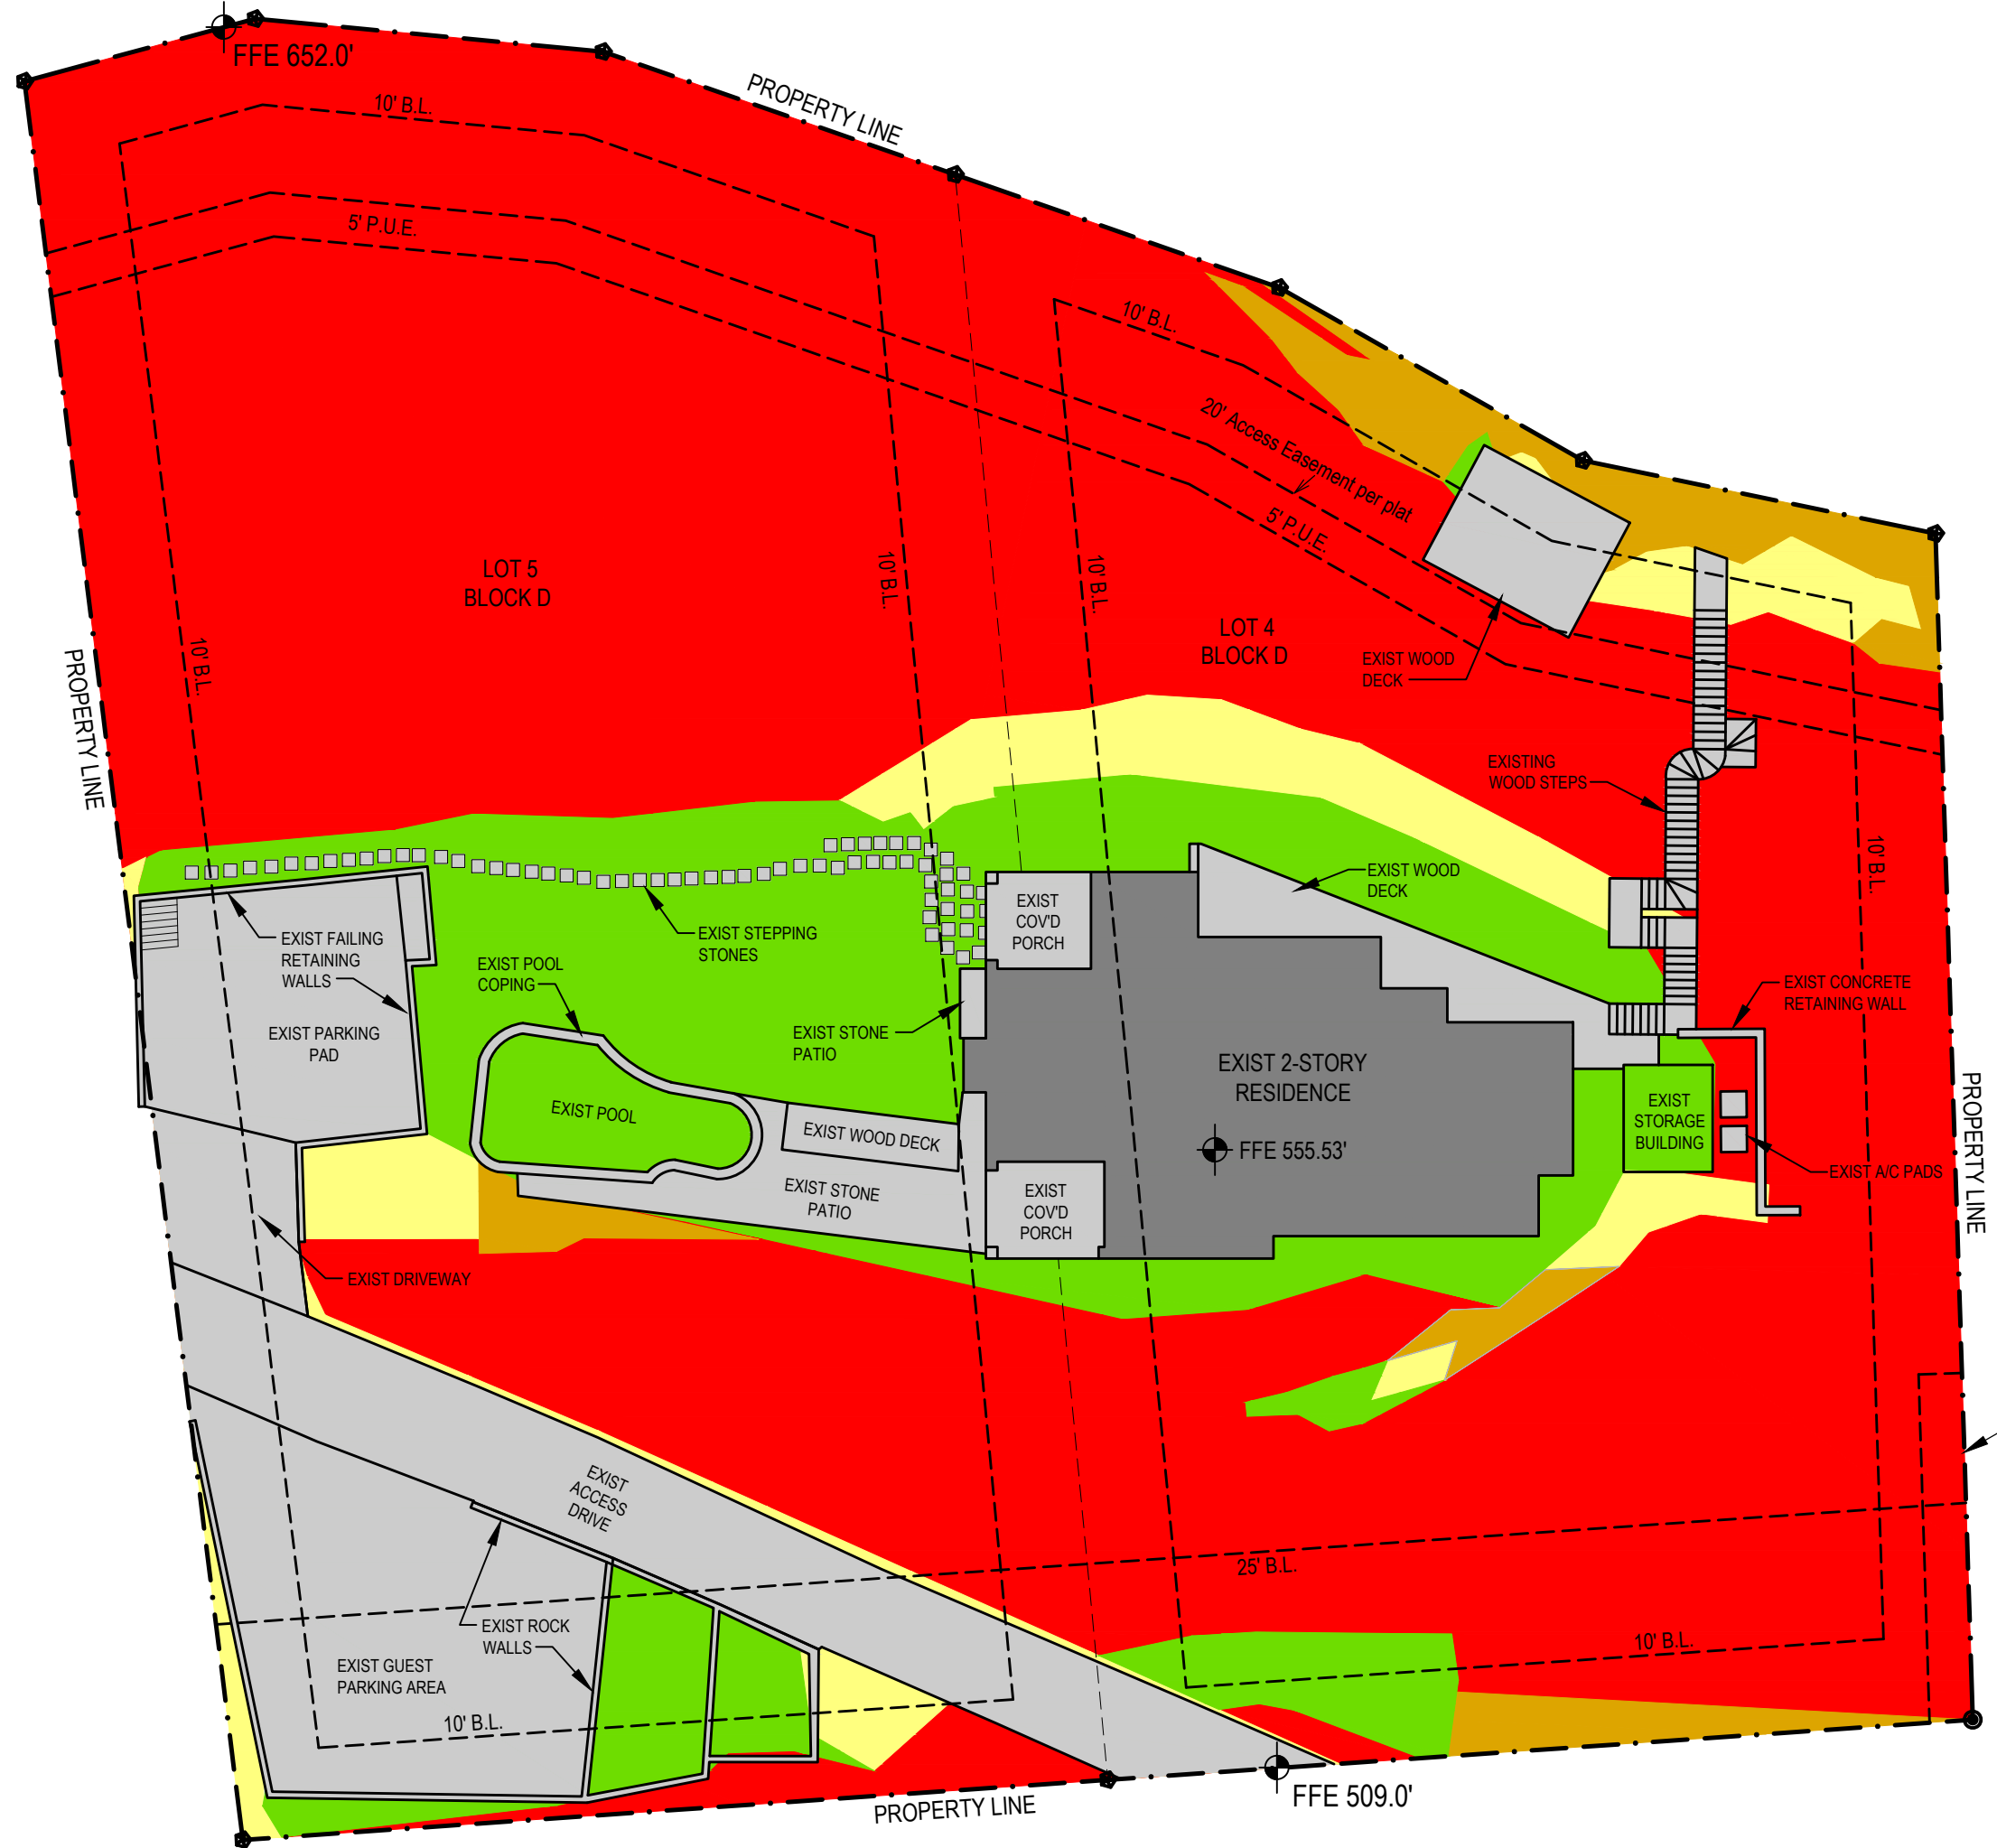 FFE 652.0'
PROPERTY LINE
10' B.L.
5' P.U.E.
10' B.L.
20' Access Easement per plat
5' P.U.E.
LOT 5
BLOCK D
10' B.L.
10' B.L.
LOT 4
BLOCK D
EXIST WOOD
DECK
10' B.L.
PROPERTY LINE
EXISTING
WOOD STEPS
10' B.L.
EXIST WOOD
DECK
EXIST
COV'D
PORCH
EXIST STEPPING
STONES
EXIST FAILING
RETAINING
WALLS
EXIST POOL
COPING
EXIST CONCRETE
RETAINING WALL
EXIST PARKING
PAD
EXIST STONE
PATIO
EXIST 2-STORY
RESIDENCE
FFE 555.53'
EXIST POOL
EXIST WOOD DECK
EXIST
STORAGE
BUILDING
EXIST A/C PADS
PROPERTY LINE
EXIST STONE
PATIO
EXIST
COV'D
PORCH
EXIST DRIVEWAY
EXIST
ACCESS
DRIVE
25' B.L.
EXIST ROCK
WALLS
10' B.L.
EXIST GUEST
PARKING AREA
10' B.L.
FFE 509.0'
PROPERTY LINE